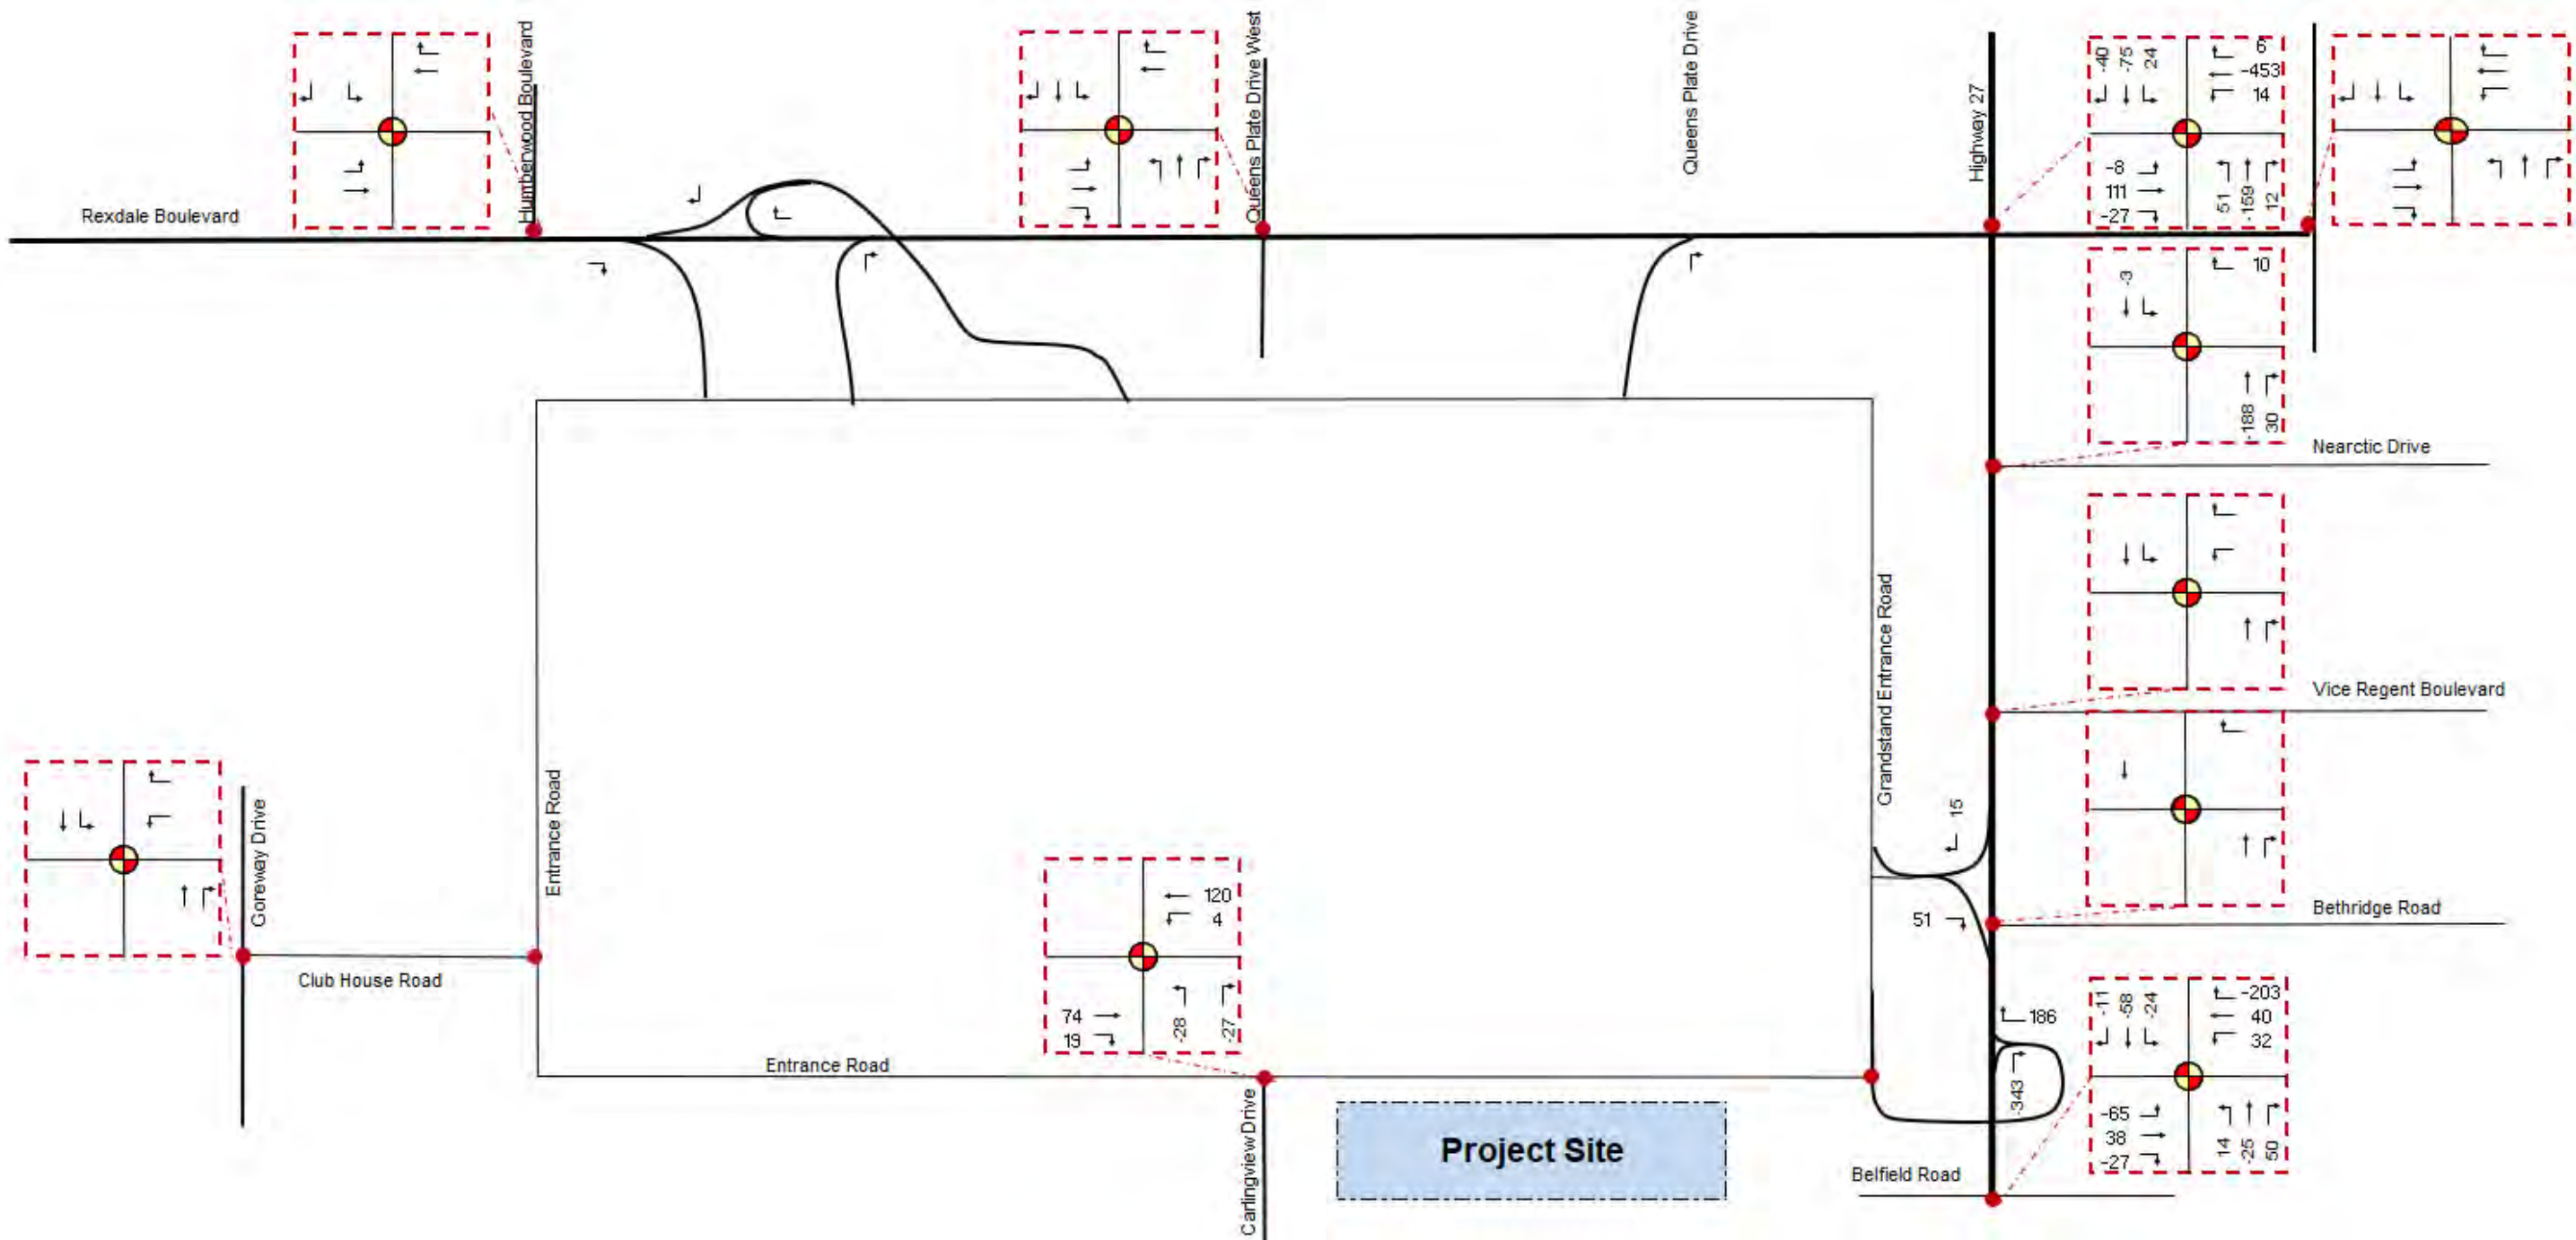 Humberwood Boulevard
Queens Plate Drive West
Queens Plate Drive
Highway 27
-40
-75
24
6
-453
14
-8
111
-27
51
-159
12
Rexdale Boulevard
-3
10
-188
30
Nearctic Drive
Vice Regent Boulevard
Grandstand Entrance Road
Entrance Road
Goreway Drive
15
51
Bethridge Road
Club House Road
120
4
74
19
-28
-27
Entrance Road
186
-343
-11
-58
-24
-203
40
32
-65
38
-27
14
-25
50
Carlingview Drive
Project Site
Belfield Road